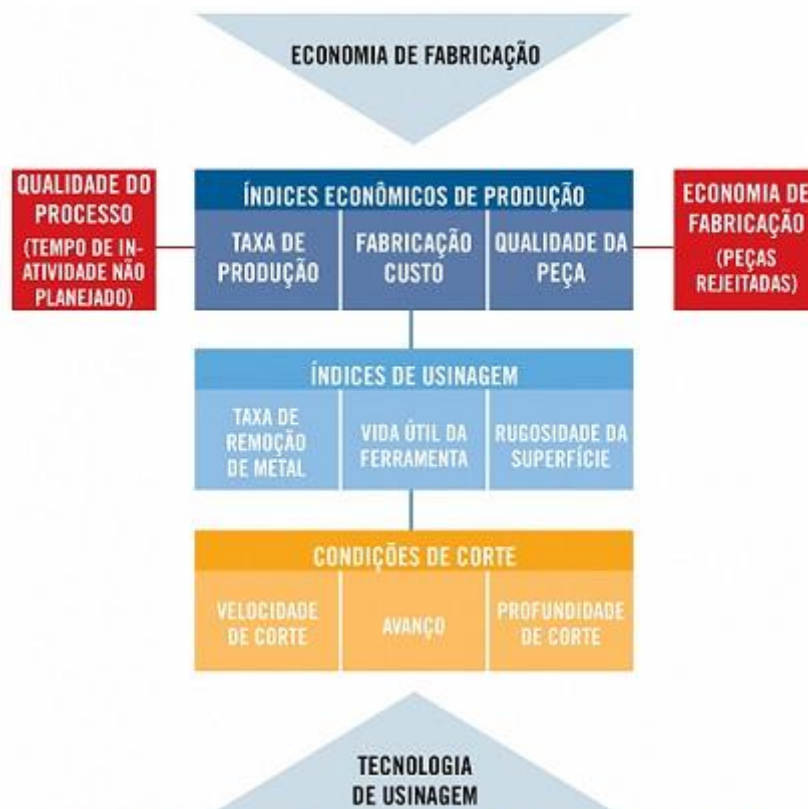 ECONOMIA DE FABRICAÇÃO
QUALIDADE DO
PROCESSO
(TEMPO DE IN-
ATIVIDADE NÃO
PLANEJADO)
ÍNDICES ECONÔMICOS DE PRODUÇÃO
TAXA DE
PRODUÇÃO
FABRICAÇÃO
CUSTO
QUALIDADE DA
PEÇA
ECONOMIA DE
FABRICAÇÃO
(PEÇAS
REJEITADAS)
ÍNDICES DE USINAGEM
TAXA DE
REMOÇÃO
DE METAL
VIDA ÚTIL DA
FERRAMENTA
RUGOSIDADE DA
SUPERFÍCIE
CONDIÇÕES DE CORTE
VELOCIDADE
DE CORTE
AVANÇO
PROFUNDIDADE
DE CORTE
TECNOLOGIA
DE USINAGEM